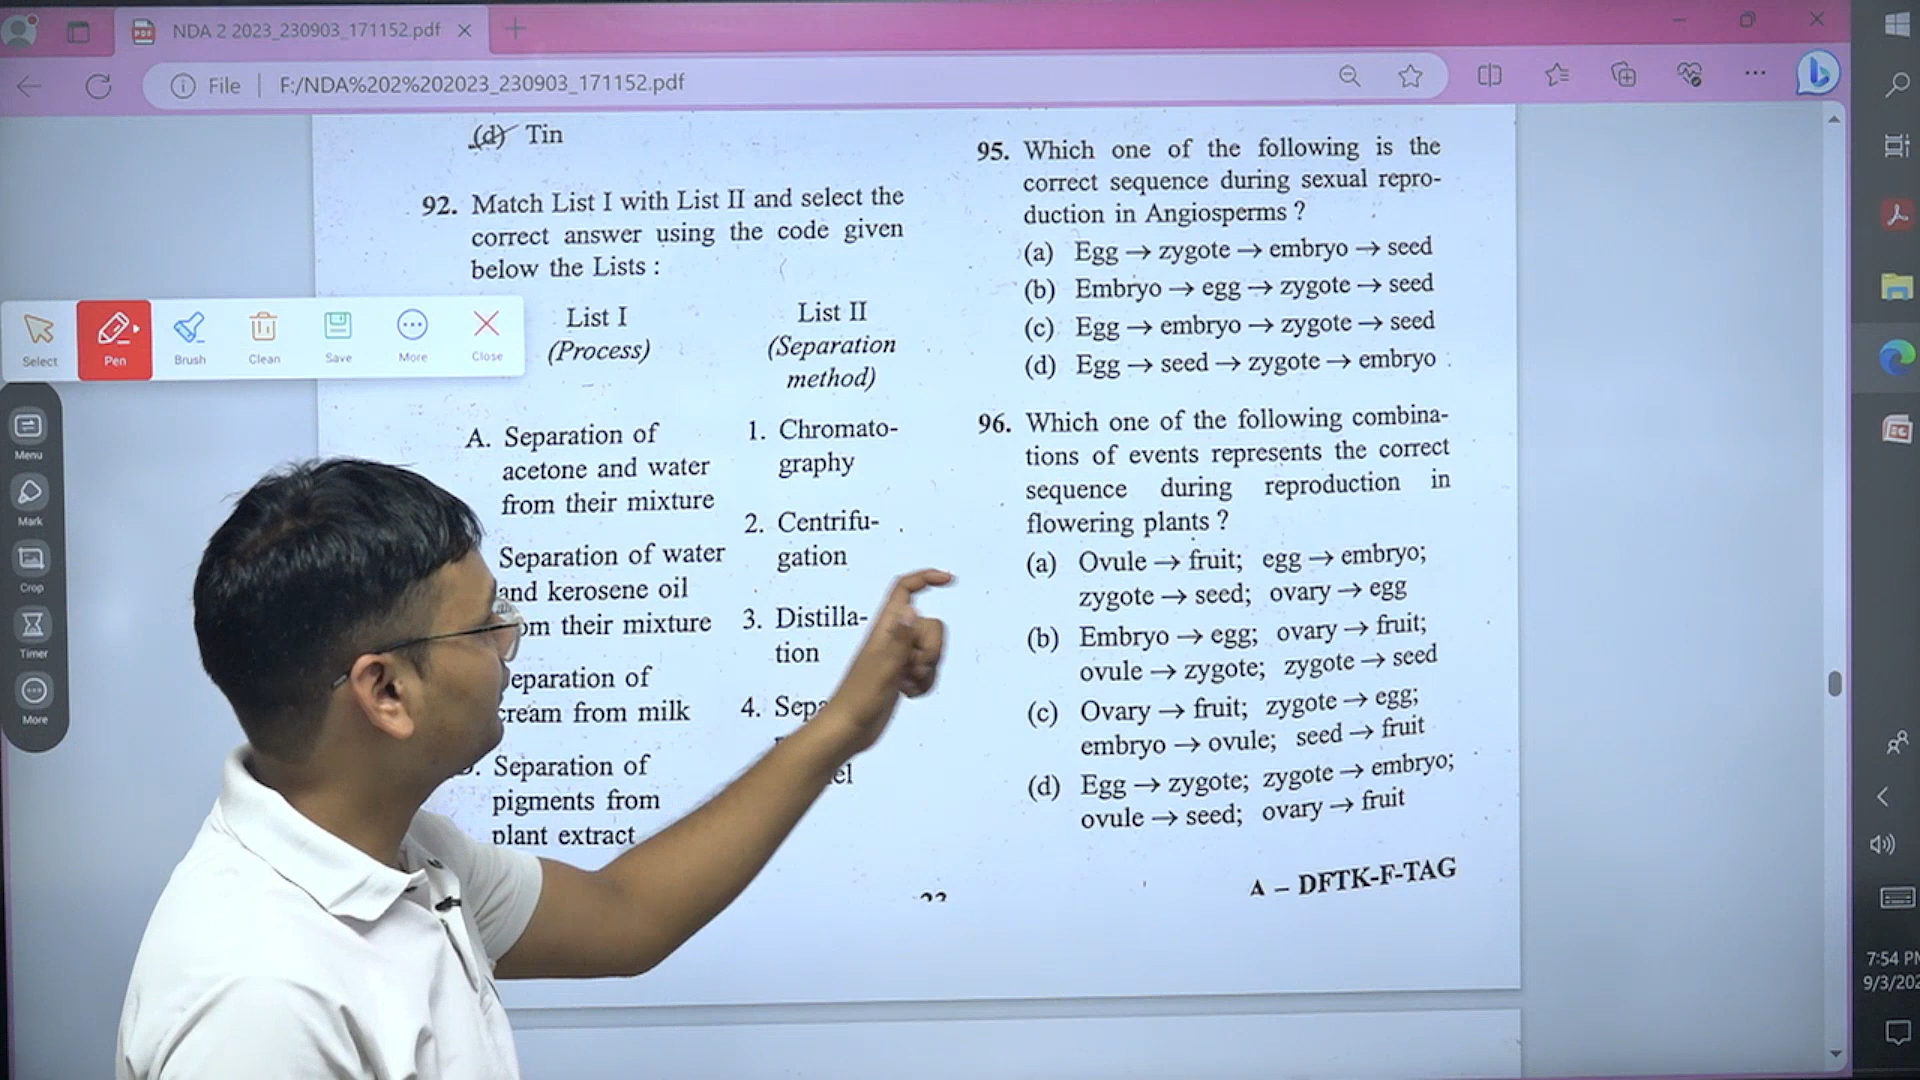 NDA 2 2023_230903_171152.pdf
File
F:/NDA%202%202023_230903_171152.pdf
(d) Tin
92. Match List I with List II and select the
correct answer using the code given
below the Lists :
List I
(Process)
List II
(Separation
method)
A. Separation of
acetone and water
from their mixture
Separation of water
and kerosene oil
their mixture
cream from milk
Separation of
pigments from
plant extract
1. Chromato-
graphy
2. Centrifu-
gation
3. Distilla-
tion
4.
95. Which one of the following is the
correct sequence during sexual repro-
duction in Angiosperms ?
(a) Egg → zygote → embryo → seed
(b) Embryo → egg → zygote → seed
(c) Egg → embryo → zygote → seed
(d) Egg → seed → zygote → embryo
96. Which one of the following combina-
tions of events represents the correct
sequence during reproduction in
flowering plants ?
(a) Ovule → fruit; egg → embryo;
zygote → seed; ovary → egg
(b) Embryo → egg; ovary → fruit;
ovule → zygote; zygote → seed
(c) Ovary → fruit; zygote → egg;
embryo → ovule; seed → fruit
(d) Egg → zygote; zygote → embryo;
ovule → seed; ovary → fruit
A – DFTK-F-TAG
Select
Pen
Brush
Clean
Save
More
Close
Menu
Mark
Crop
Timer
More
7:54